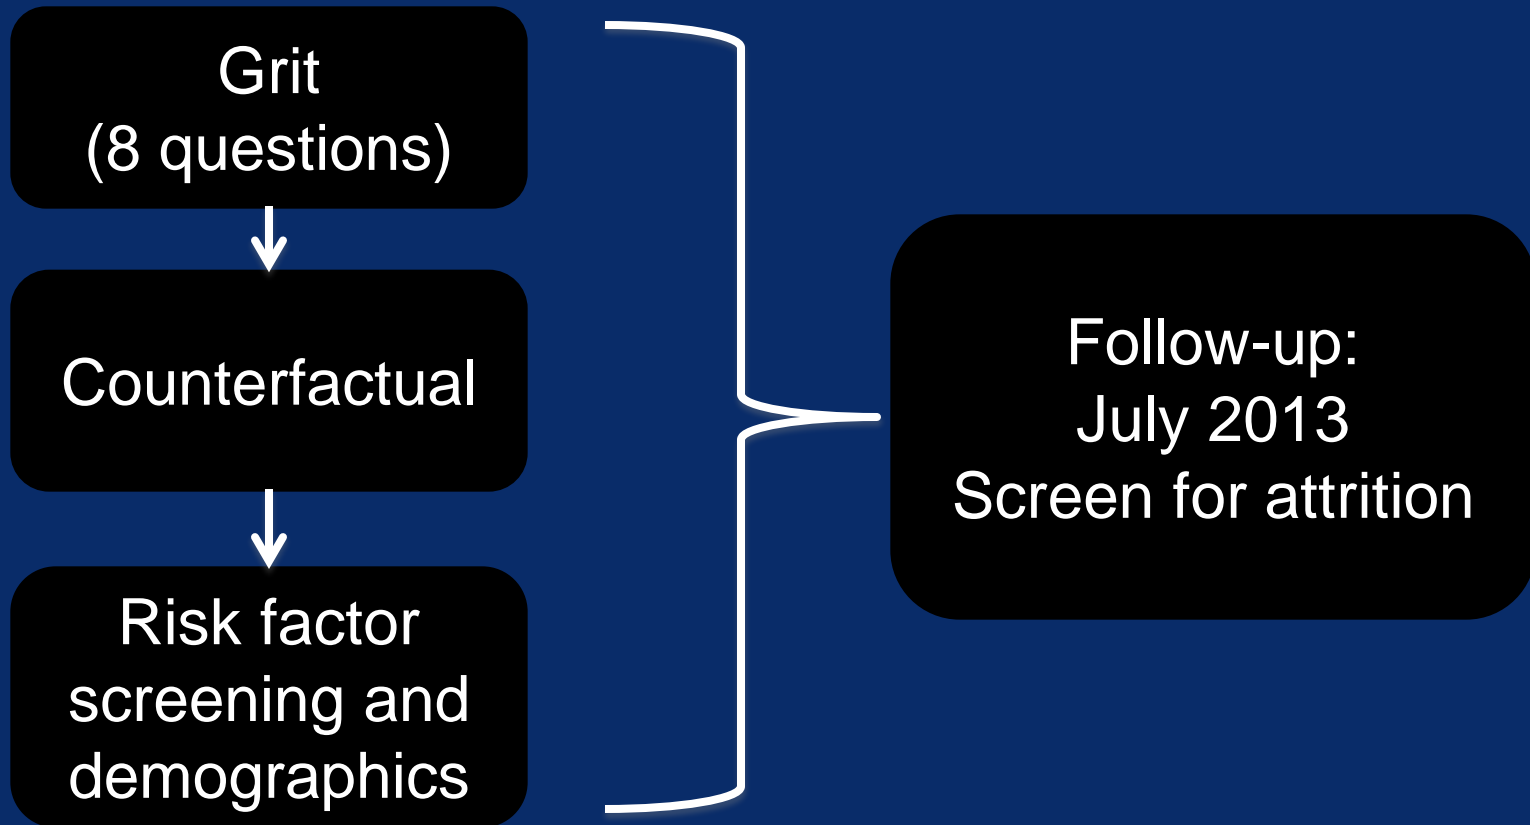 Grit
(8 questions)
Counterfactual
Risk factor
screening and
demographics
Follow-up:
July 2013
Screen for attrition